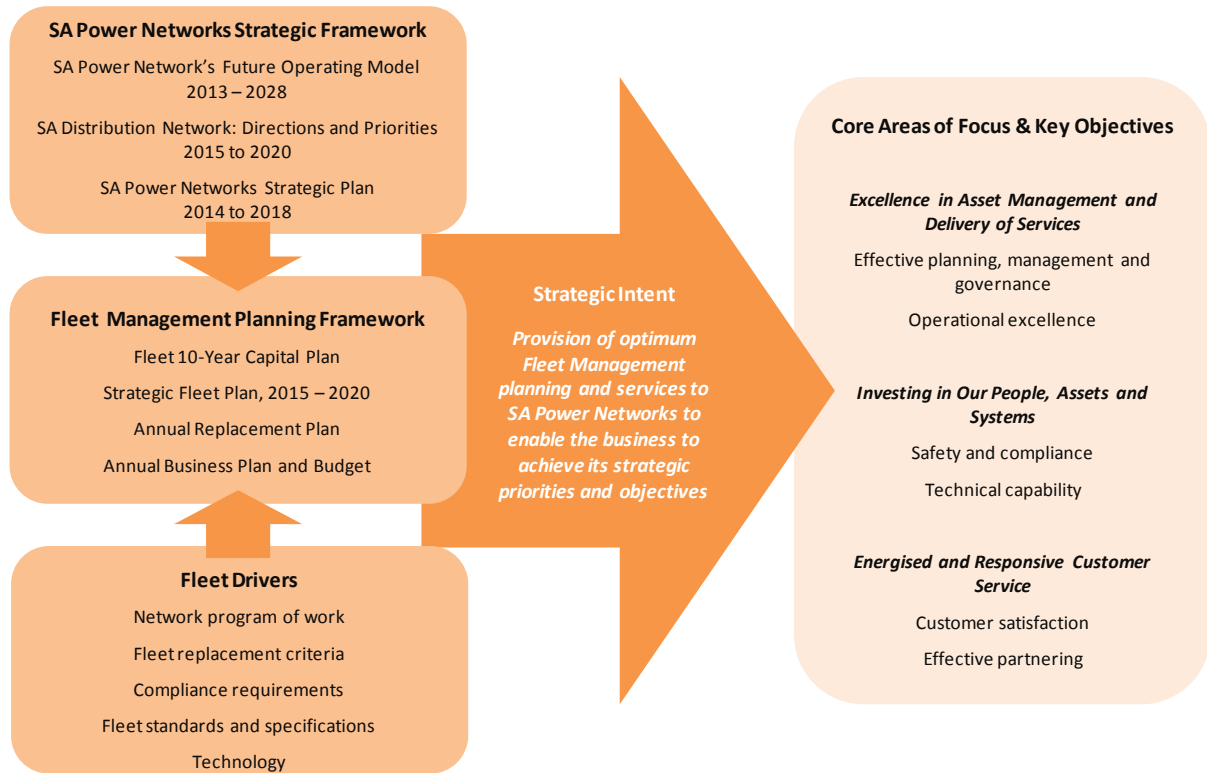 SA Power Networks Strategic Framework
SA Power Network's Future Operating Model
2013 – 2028
SA Distribution Network: Directions and Priorities
2015 to 2020
SA Power Networks Strategic Plan
2014 to 2018
Fleet Management Planning Framework
Fleet 10-Year Capital Plan
Strategic Fleet Plan, 2015 – 2020
Annual Replacement Plan
Annual Business Plan and Budget
Fleet Drivers
Network program of work
Fleet replacement criteria
Compliance requirements
Fleet standards and specifications
Technology
Strategic Intent
Provision of optimum
Fleet Management
planning and services to
SA Power Networks to
enable the business to
achieve its strategic
priorities and objectives
Core Areas of Focus & Key Objectives
Excellence in Asset Management and
Delivery of Services
Effective planning, management and
governance
Operational excellence
Investing in Our People, Assets and
Systems
Safety and compliance
Technical capability
Energised and Responsive Customer
Service
Customer satisfaction
Effective partnering